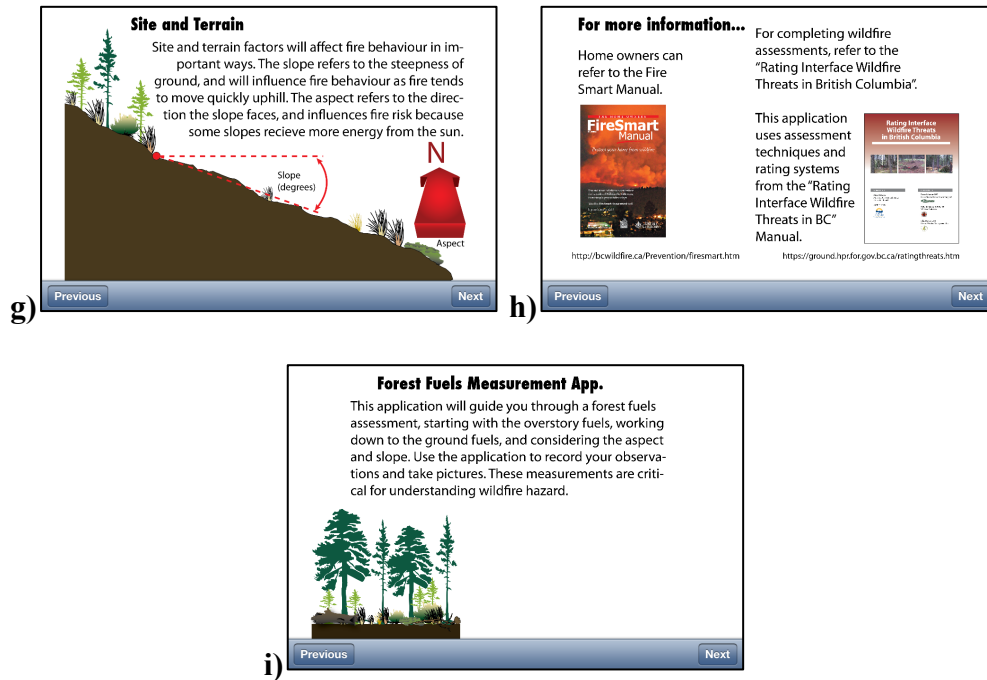 Site and Terrain
Site and terrain factors will affect fire behaviour in im-
portant ways. The slope refers to the steepness of
ground, and will influence fire behaviour as fire tends
to move quickly uphill. The aspect refers to the direc-
tion the slope faces, and influences fire risk because
some slopes recieve more energy from the sun.
N
Slope
(degrees)
Aspect
Previous
Next
g)
For more information...
Home owners can
refer to the Fire
Smart Manual.
FireSmart
Manual
Protect your home from wildfire
http://bcwildfire.ca/Prevention/firesmart.htm
For completing wildfire
assessments, refer to the
“Rating Interface Wildfire
Threats in British Columbia”.
This application
uses assessment
techniques and
rating systems
from the “Rating
Interface Wildfire
Threats in BC”
Manual.
Rating Interface
Wildfire Threats
in British Columbia
https://ground.hpr.for.gov.bc.ca/ratingthreats.htm
Previous
Next
h)
Forest Fuels Measurement App.
This application will guide you through a forest fuels
assessment, starting with the overstory fuels, working
down to the ground fuels, and considering the aspect
and slope. Use the application to record your observa-
tions and take pictures. These measurements are criti-
cal for understanding wildfire hazard.
Previous
Next
i)